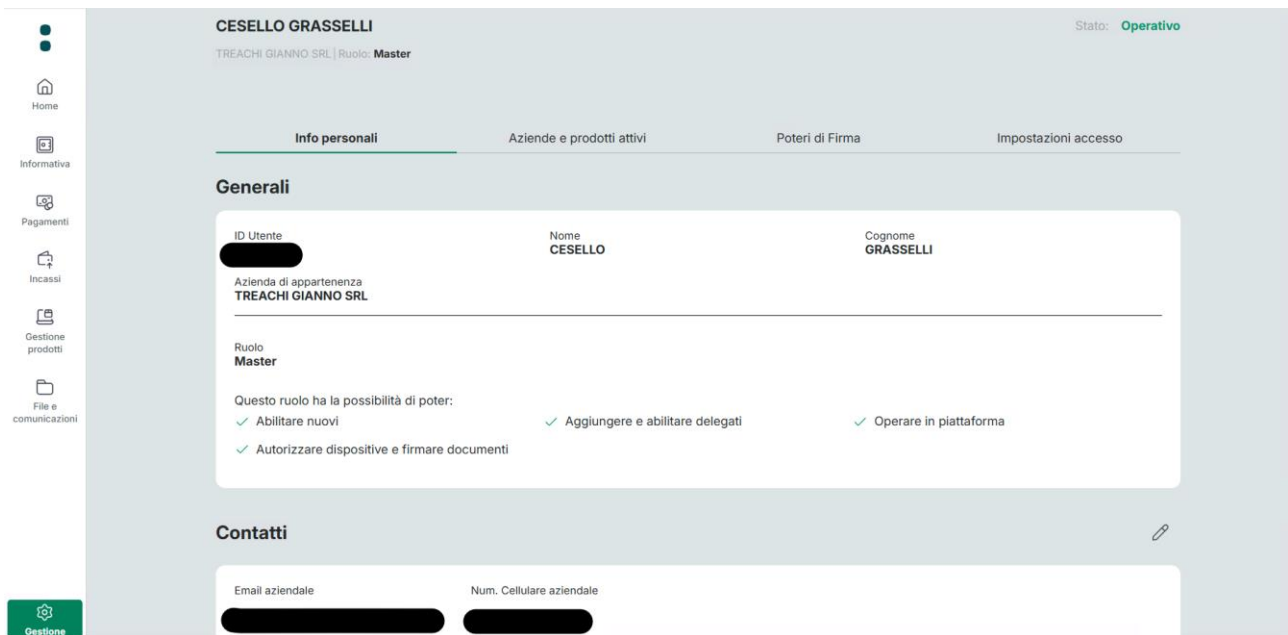 CESELLO GRASSELLI
Stato: Operativo
TREACHI GIANNO SRL | Ruolo: Master
Home
Informativa
Pagamenti
Incassi
Gestione
prodotti
File e
comunicazioni
Gestione
Info personali
Aziende e prodotti attivi
Poteri di Firma
Impostazioni accesso
Generali
ID Utente
Nome
CESELLO
Cognome
GRASSELLI
Azienda di appartenenza
TREACHI GIANNO SRL
Ruolo
Master
Questo ruolo ha la possibilità di poter:
Abilitare nuovi
Aggiungere e abilitare delegati
Operare in piattaforma
Autorizzare dispositive e firmare documenti
Contatti
Email aziendale
Num. Cellulare aziendale